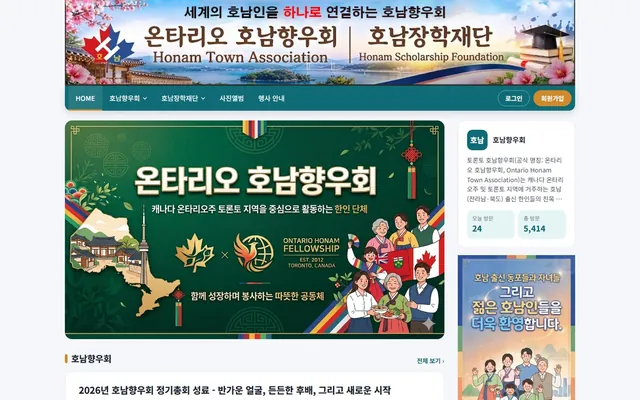 세계의 호남인을 하나로 연결하는 호남향우회
온타리오 호남향우회 | 호남장학재단
Honam Town Association Honam Scholarship Foundation
호 남
HOME 호남향우회 호남장학재단 사진앨범 행사 안내 로그인 회원가입
온타리오 호남향우회
캐나다 온타리오주 토론토 지역을 중심으로 활동하는 한인 단체
ONTARIO HONAM
FELLOWSHIP
EST. 2012
TORONTO, CANADA
함께 성장하며 봉사하는 따뜻한 공동체
호남 호남향우회
토론토 호남향우회(공식 명칭: 온타리
오 호남향우회, Ontario Honam
Town Association)는 캐나다 온타리
오주 및 토론토 지역에 거주하는 호남
(전라남·북도) 출신 한인들의 친목 …
오늘 방문 총 방문
24 5,414
호남 출신 동포들과 자녀들
그리고
젊은 호남인들을
더욱 환영합니다.
호남향우회 전체 보기 ›
2026년 호남향우회 정기총회 성료 - 반가운 얼굴, 든든한 후배, 그리고 새로운 시작